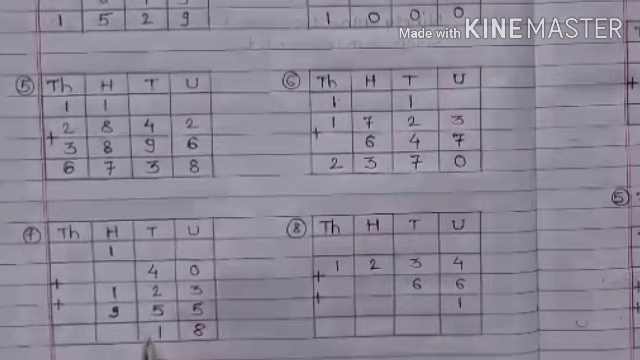 1 5 2 9
1 0 0 0
Made with KINEMASTER
⑤ Th H T U
1 1
2 8 4 2
+ 3 8 9 6
6 7 3 8
⑥ Th H T U
1 1
1 7 2 3
+ 6 4 7
2 3 7 0
⑦ Th H T U
1
4 0
+ 1 2 3
+ 9 5 5
1 8
⑧ Th H T U
1 2 3 4
+ 6 6
+ 1
⑤